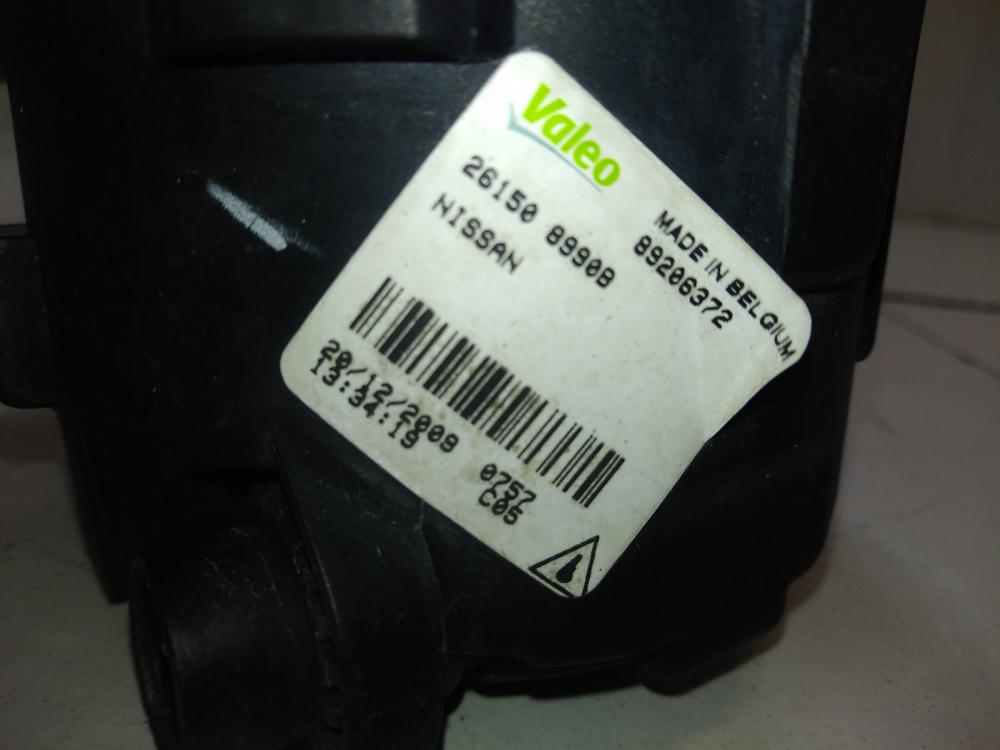 Valeo
MADE IN BELGIUM
26150 8990B
89206372
NISSAN
20/12/2009
13:34:19
0757
C05